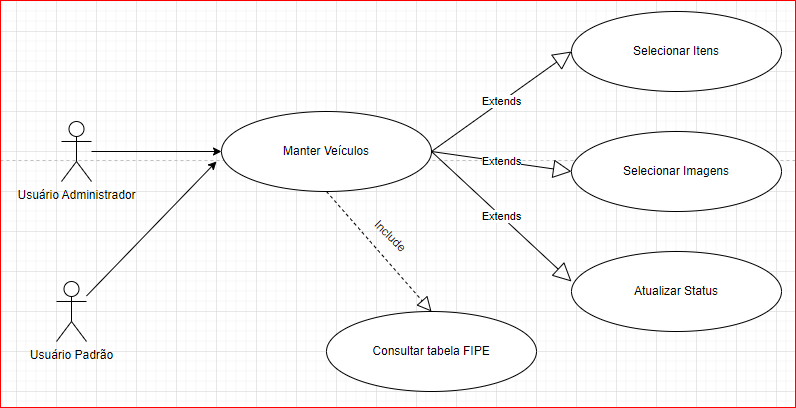 Selecionar Itens
Extends
Manter Veículos
Extends
Selecionar Imagens
Usuário Administrador
Extends
Include
Atualizar Status
Usuário Padrão
Consultar tabela FIPE